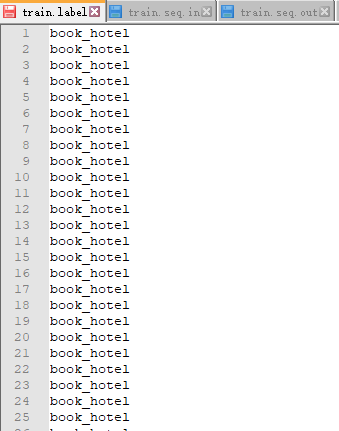 train.label train.seq.in train.seq.out
1 book_hotel
2 book_hotel
3 book_hotel
4 book_hotel
5 book_hotel
6 book_hotel
7 book_hotel
8 book_hotel
9 book_hotel
10 book_hotel
11 book_hotel
12 book_hotel
13 book_hotel
14 book_hotel
15 book_hotel
16 book_hotel
17 book_hotel
18 book_hotel
19 book_hotel
20 book_hotel
21 book_hotel
22 book_hotel
23 book_hotel
24 book_hotel
25 book_hotel